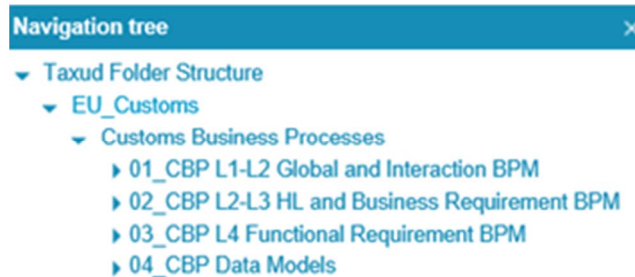 Navigation tree
Taxud Folder Structure
EU_Customs
Customs Business Processes
01_CBP L1-L2 Global and Interaction BPM
02_CBP L2-L3 HL and Business Requirement BPM
03_CBP L4 Functional Requirement BPM
04_CBP Data Models